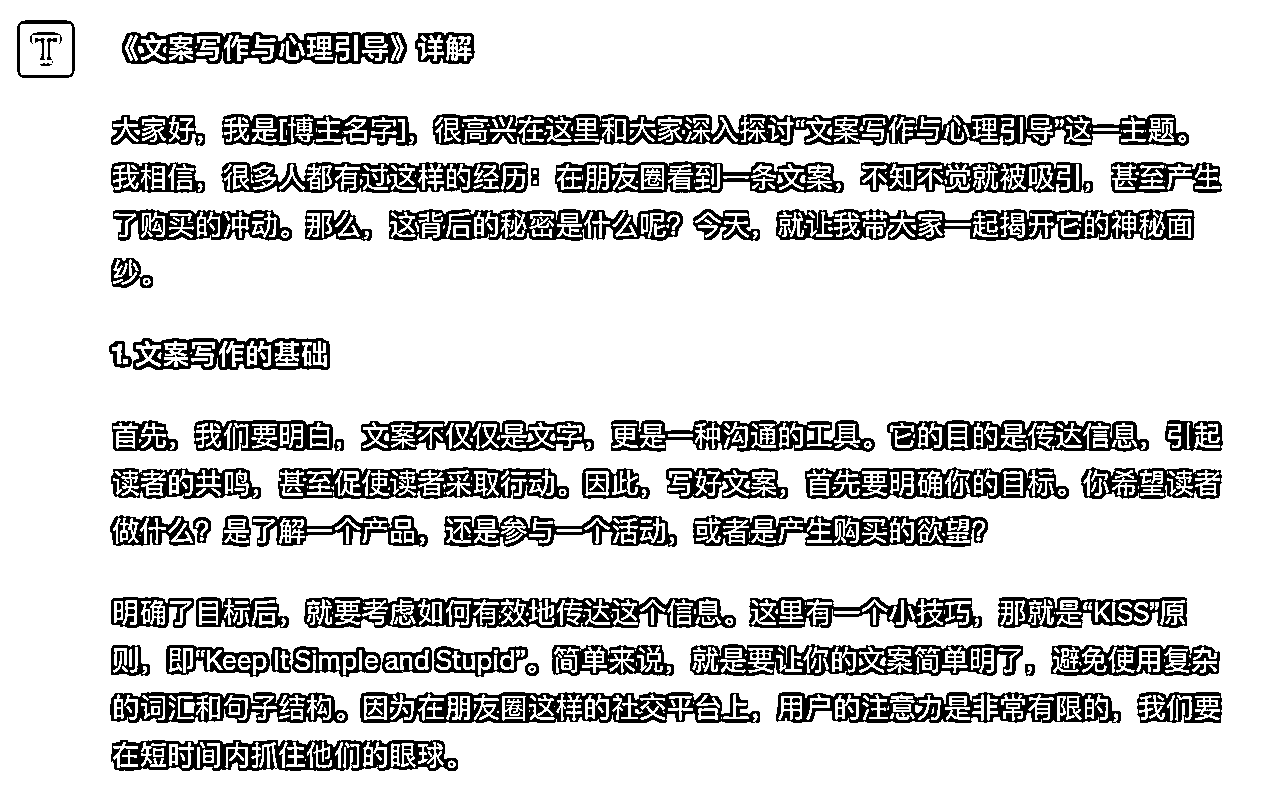 T
《文案写作与心理引导》详解
大家好，我是[博主名字]，很高兴在这里和大家深入探讨“文案写作与心理引导”这一主题。
我相信，很多人都有过这样的经历：在朋友圈看到一条文案，不知不觉就被吸引，甚至产生
了购买的冲动。那么，这背后的秘密是什么呢？今天，就让我带大家一起揭开它的神秘面
纱。
1. 文案写作的基础
首先，我们要明白，文案不仅仅是文字，更是一种沟通的工具。它的目的是传达信息，引起
读者的共鸣，甚至促使读者采取行动。因此，写好文案，首先要明确你的目标。你希望读者
做什么？是了解一个产品，还是参与一个活动，或者是产生购买的欲望？
明确了目标后，就要考虑如何有效地传达这个信息。这里有一个小技巧，那就是“KISS”原
则，即“Keep It Simple and Stupid”。简单来说，就是要让你的文案简单明了，避免使用复杂
的词汇和句子结构。因为在朋友圈这样的社交平台上，用户的注意力是非常有限的，我们要
在短时间内抓住他们的眼球。